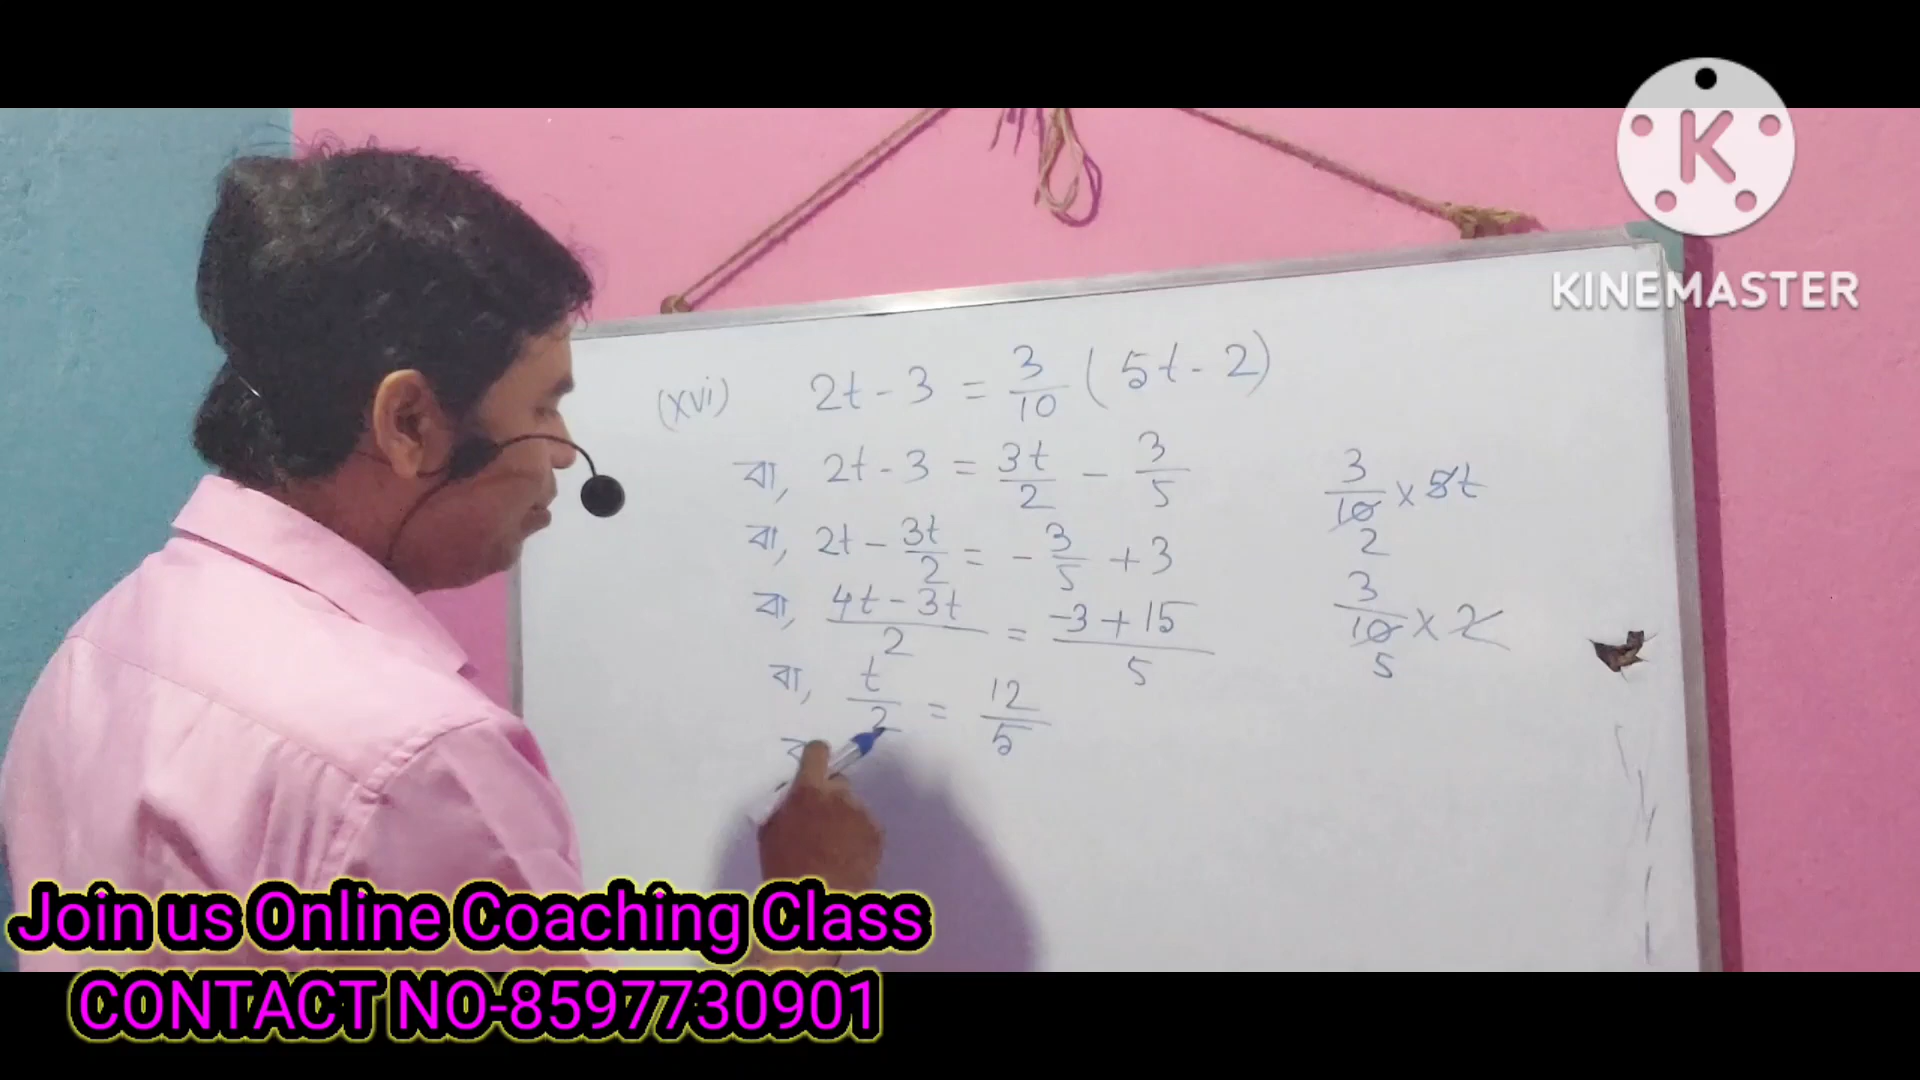 K
KINEMASTER
(xvi) 2t - 3 = 3/10 (5t - 2)
বা, 2t - 3 = 3t/2 - 3/5
বা, 2t - 3t/2 = - 3/5 + 3
বা, 4t - 3t/2 = -3 + 15/5
বা, t/2 = 12/5
3/10 × 5t
2
3/10 × 2
5
Join us Online Coaching Class
CONTACT NO-8597730901